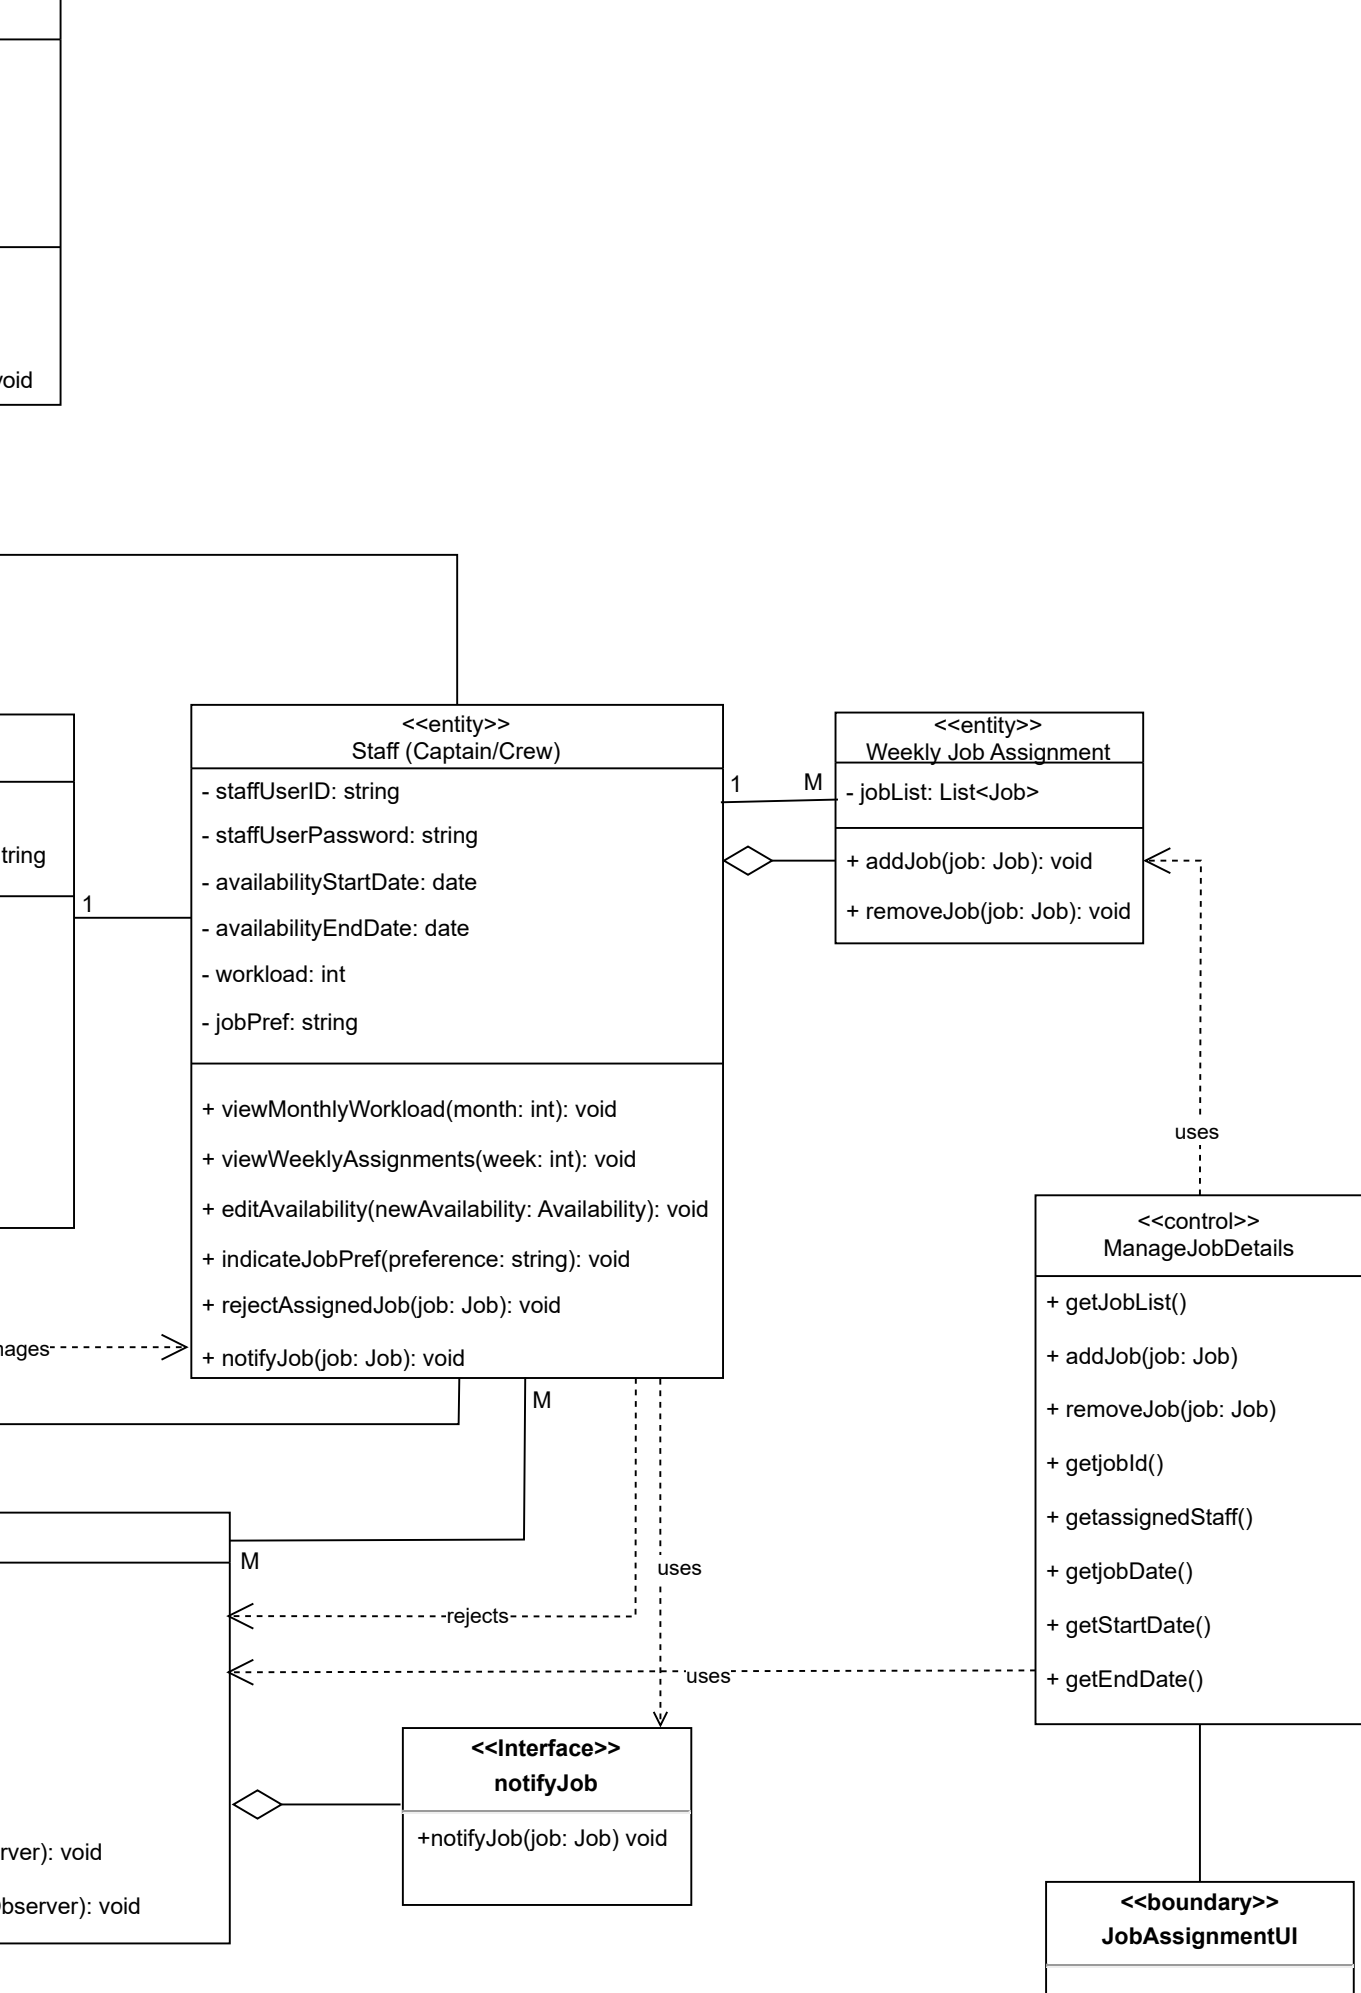 void
tring
1
<<entity>>
Staff (Captain/Crew)
- staffUserID: string
- staffUserPassword: string
- availabilityStartDate: date
- availabilityEndDate: date
- workload: int
- jobPref: string
+ viewMonthlyWorkload(month: int): void
+ viewWeeklyAssignments(week: int): void
+ editAvailability(newAvailability: Availability): void
+ indicateJobPref(preference: string): void
+ rejectAssignedJob(job: Job): void
+ notifyJob(job: Job): void
1
M
<<entity>>
Weekly Job Assignment
- jobList: List<Job>
+ addJob(job: Job): void
+ removeJob(job: Job): void
uses
<<control>>
ManageJobDetails
+ getJobList()
+ addJob(job: Job)
+ removeJob(job: Job)
+ getjobId()
+ getassignedStaff()
+ getjobDate()
+ getStartDate()
+ getEndDate()
nages
M
M
uses
rejects
uses
<<Interface>>
notifyJob
+notifyJob(job: Job) void
rver): void
bserver): void
<<boundary>>
JobAssignmentUI